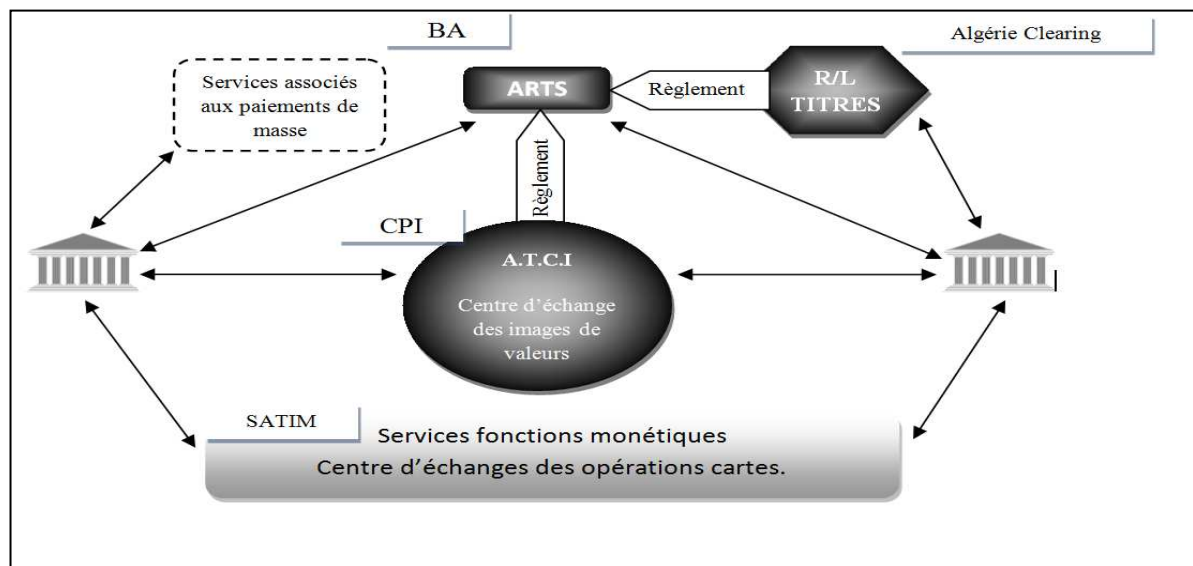 BA
Algérie Clearing
Services associés
aux paiements de
masse
ARTS
Règlement
R/L
TITRES
Règlement
CPI
A.T.C.I
Centre d'échange
des images de
valeurs
SATIM
Services fonctions monétiques
Centre d'échanges des opérations cartes.